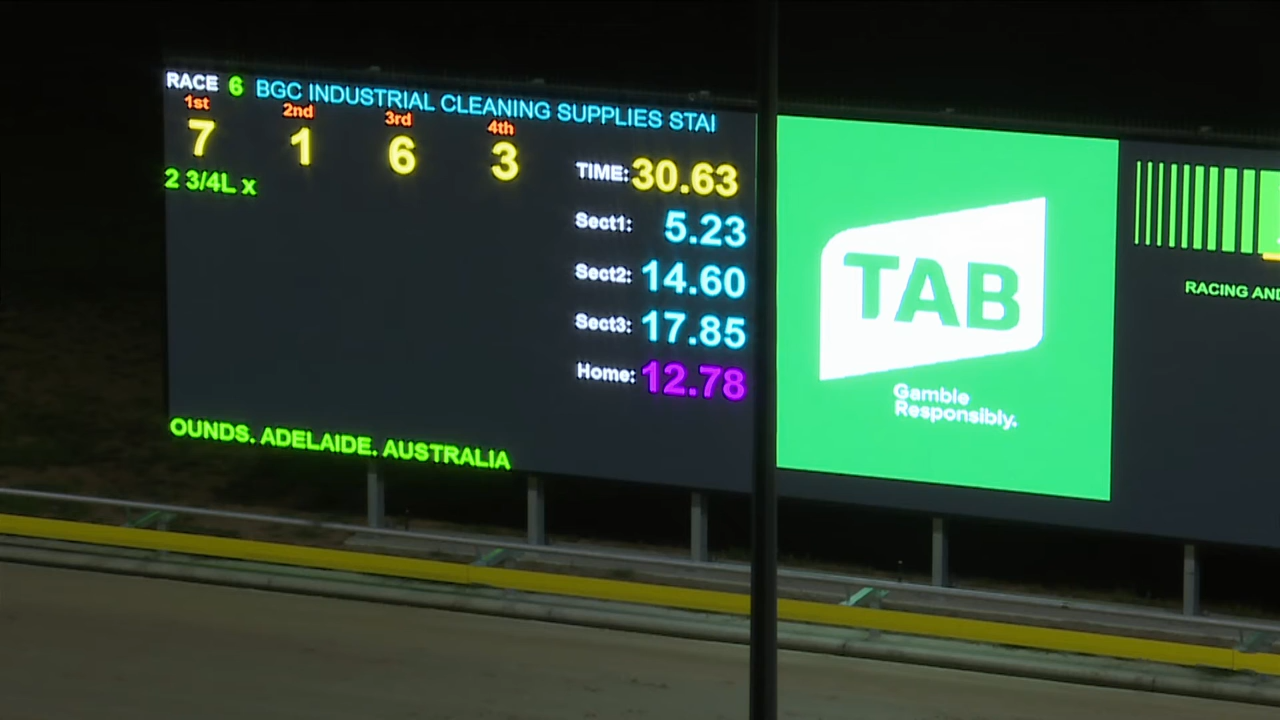 RACE 6 BGC INDUSTRIAL CLEANING SUPPLIES STAI
1st 2nd 3rd 4th
7 1 6 3
2 3/4L x
TIME: 30.63
Sect1: 5.23
Sect2: 14.60
Sect3: 17.85
Home: 12.78
OUNDS. ADELAIDE. AUSTRALIA
TAB
Gamble
Responsibly.
RACING AND